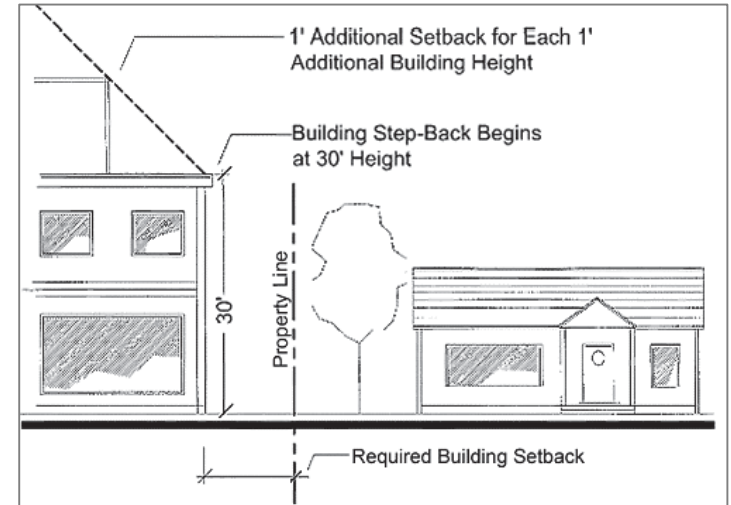 1' Additional Setback for Each 1'
Additional Building Height
Building Step-Back Begins
at 30' Height
30'
Property Line
C
Required Building Setback